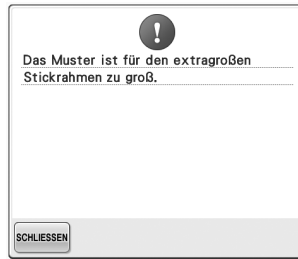 Das Muster ist für den extragroßen
Stickrahmen zu groß.
SCHLIESSEN